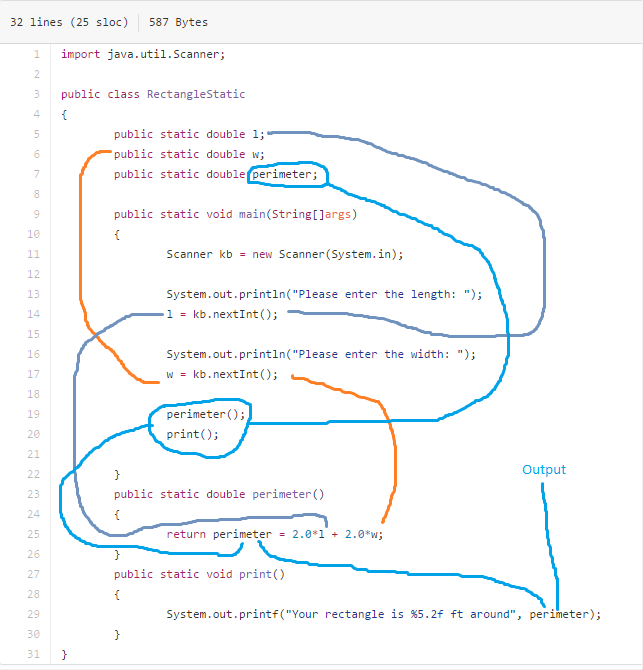 32 lines (25 sloc) 587 Bytes
1 import java.util.Scanner;
2
3 public class RectangleStatic
4 {
5 public static double l;
6 public static double w;
7 public static double perimeter;
8
9 public static void main(String[]args)
10 {
11 Scanner kb = new Scanner(System.in);
12
13 System.out.println("Please enter the length: ");
14 l = kb.nextInt();
15
16 System.out.println("Please enter the width: ");
17 w = kb.nextInt();
18
19 perimeter();
20 print();
21
22 }
Output
23 public static double perimeter()
24 {
25 return perimeter = 2.0*l + 2.0*w;
26 }
27 public static void print()
28 {
29 System.out.printf("Your rectangle is %5.2f ft around", perimeter);
30 }
31 }